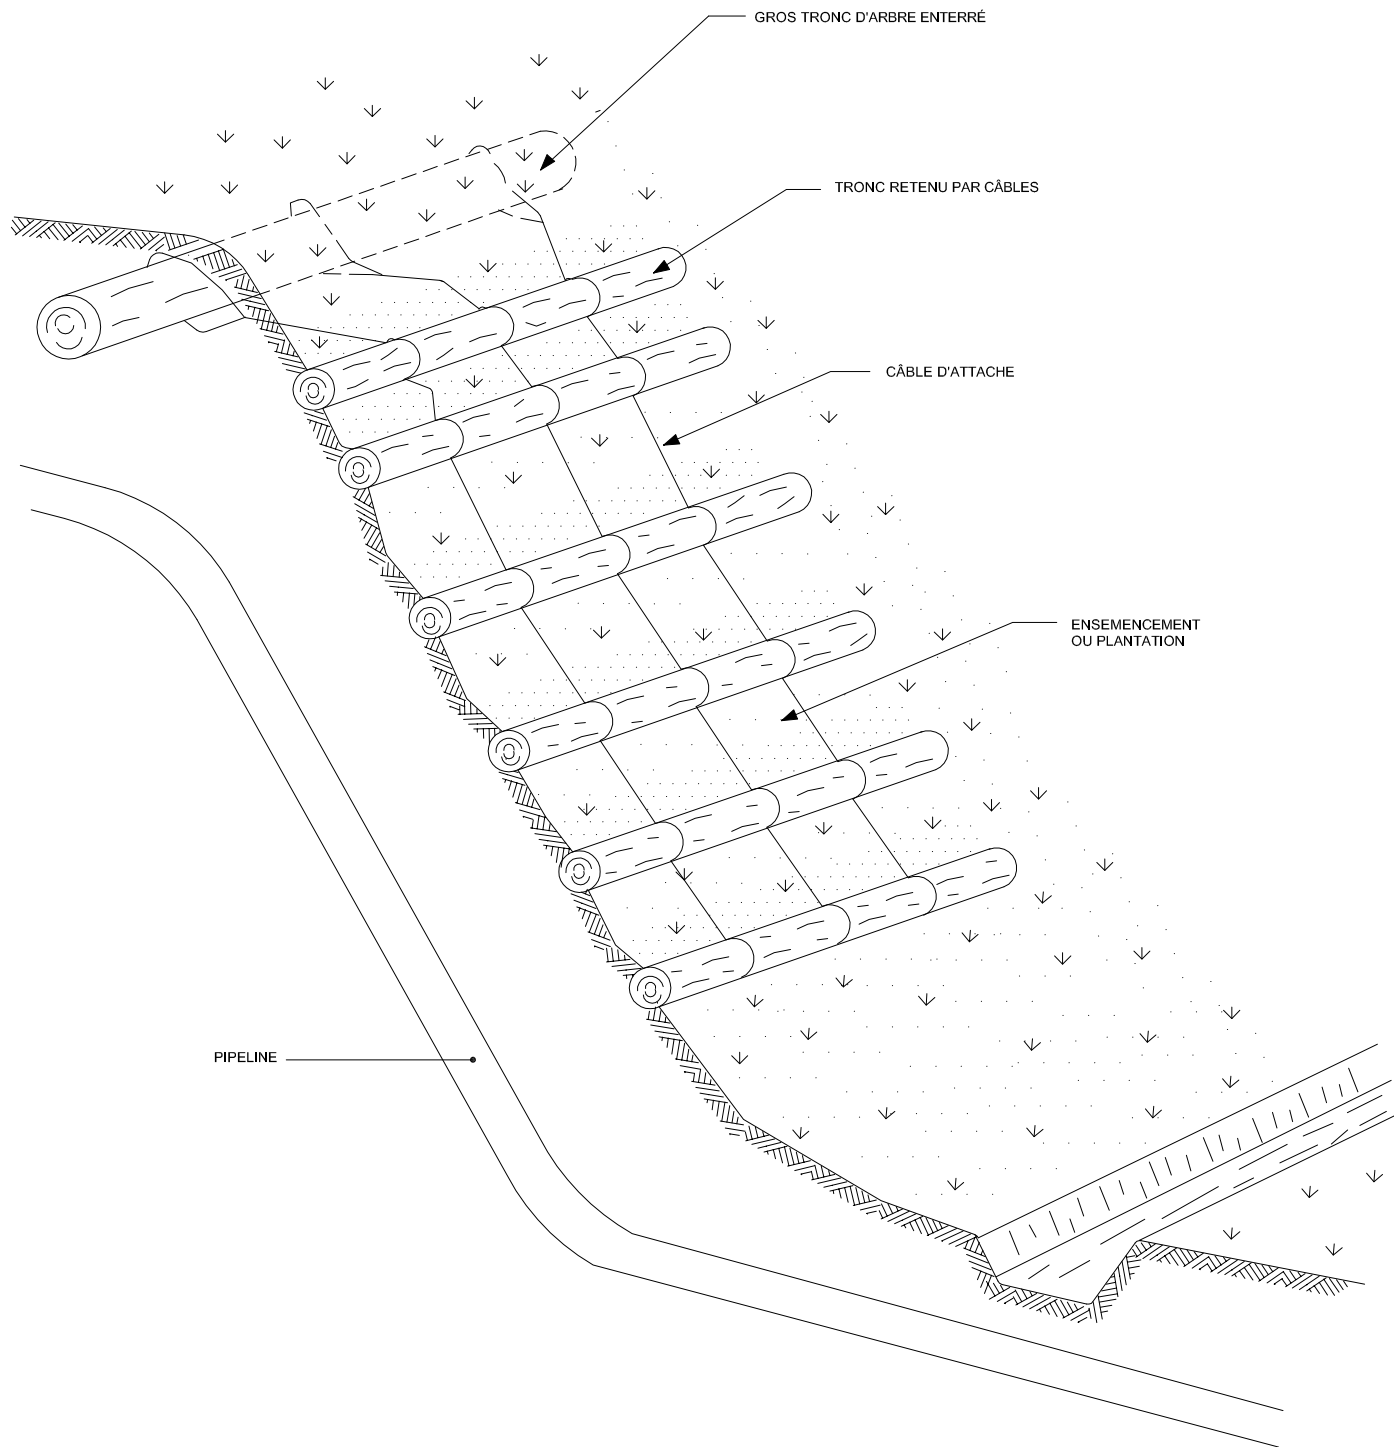 GROS TRONC D'ARBRE ENTERRÉ
TRONC RETENU PAR CÂBLES
CÂBLE D'ATTACHE
ENSEMENCEMENT
OU PLANTATION
PIPELINE